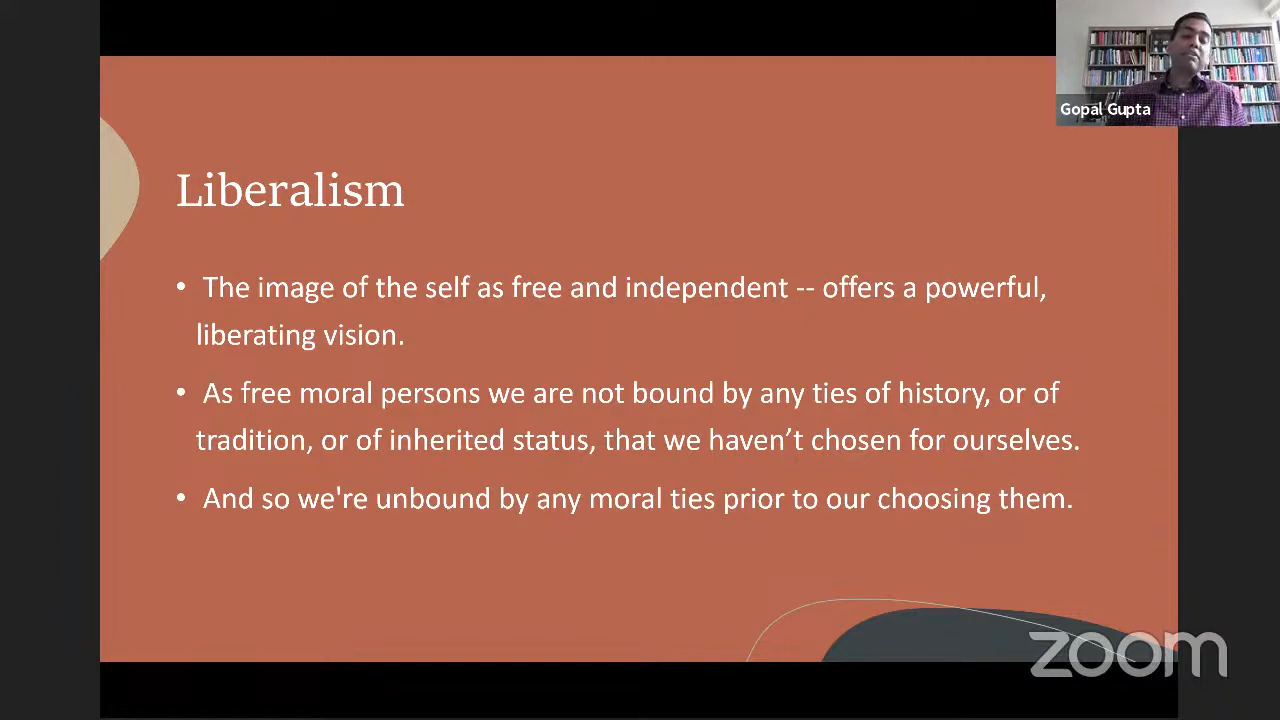 Gopal Gupta
Liberalism
• The image of the self as free and independent -- offers a powerful,
liberating vision.
• As free moral persons we are not bound by any ties of history, or of
tradition, or of inherited status, that we haven’t chosen for ourselves.
• And so we're unbound by any moral ties prior to our choosing them.
zoom